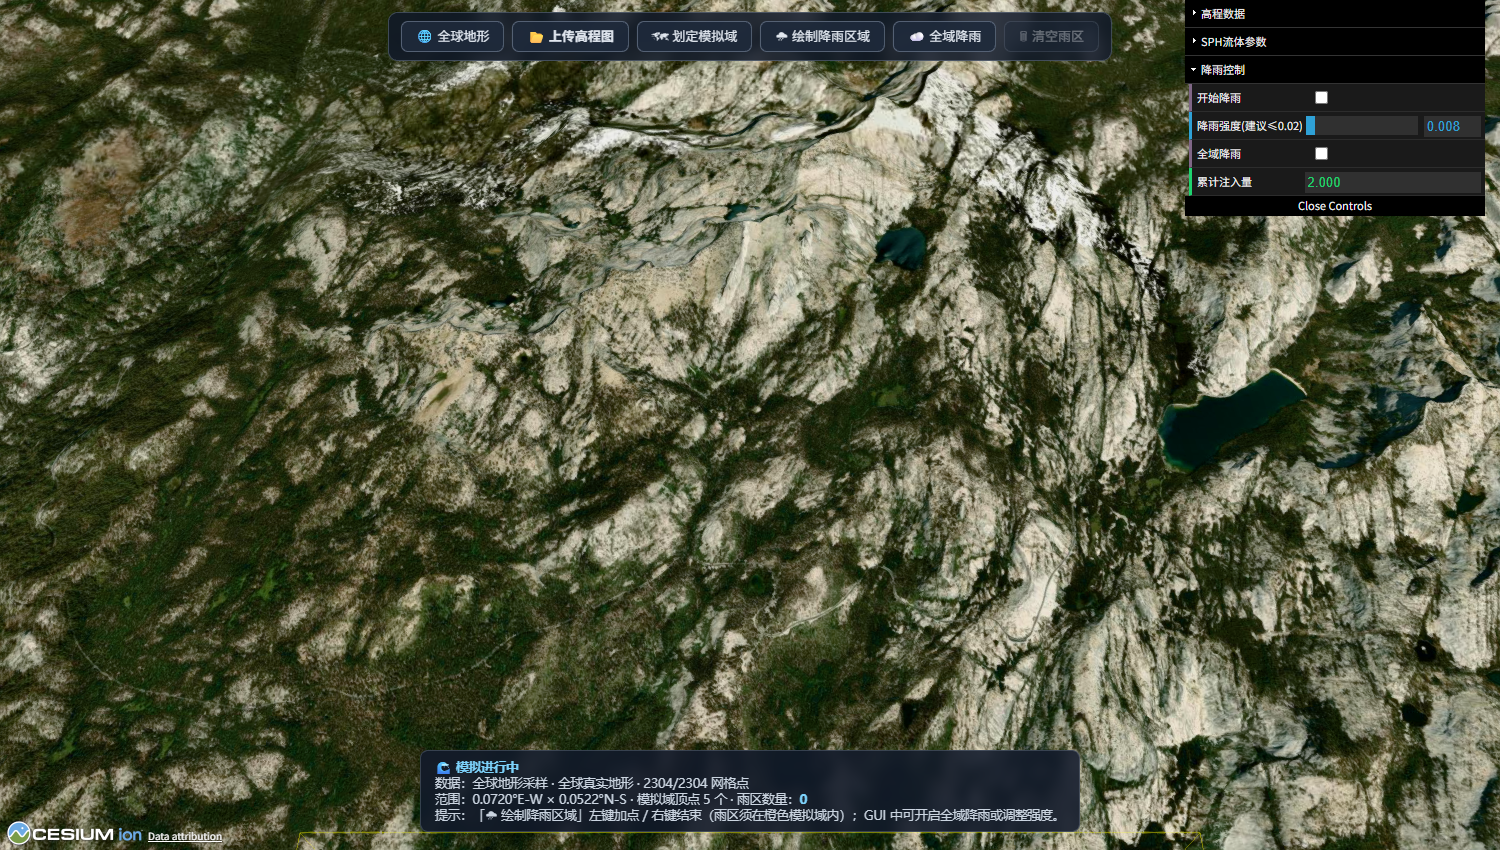 全球地形
上传高程图
划定模拟域
绘制降雨区域
全域降雨
清空雨区
高程数据
SPH流体参数
降雨控制
开始降雨
降雨强度(建议≤0.02) 0.008
全域降雨
累计注入量 2.000
Close Controls
模拟进行中
数据：全球地形采样 · 全球真实地形 · 2304/2304 网格点
范围：0.0720°E-W × 0.0522°N-S · 模拟域顶点 5 个 · 雨区数量：0
提示：「🌧 绘制降雨区域」左键加点 / 右键结束（雨区须在橙色模拟域内）；GUI 中可开启全域降雨或调整强度。
CESIUM ion Data attribution